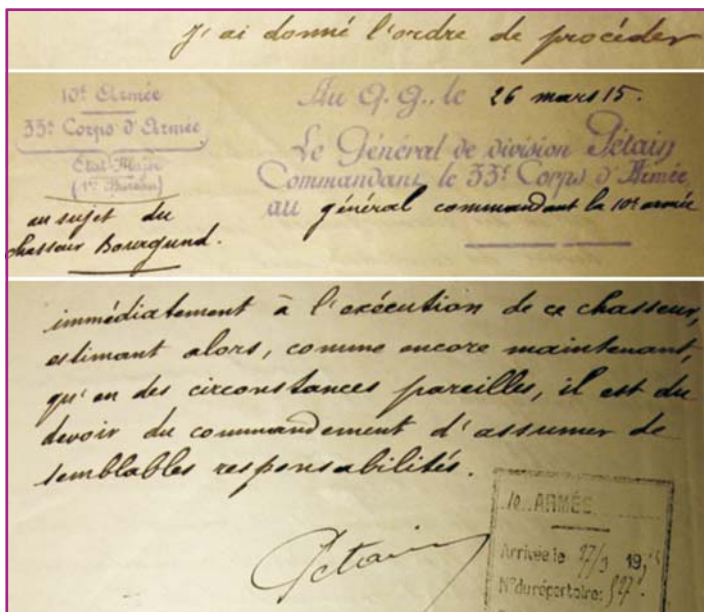 J'ai donné l'ordre de procéder
10e Armée
33e Corps d'Armée
État-Major
(1er Bureau)
au sujet du
chasseur Bourgund.
Au Q.G., le 26 mars 15.
Le Général de division Pétain
Commandant le 33e Corps d'Armée
au général commandant la 10e armée
immédiatement à l'exécution de ce chasseur,
estimant alors, comme encore maintenant,
qu'en des circonstances pareilles, il est du
devoir du commandement d'assumer de
semblables responsabilités.
Pétain
10e ARMÉE
Arrivée le 27/3 1915
N° du répertoire: 527